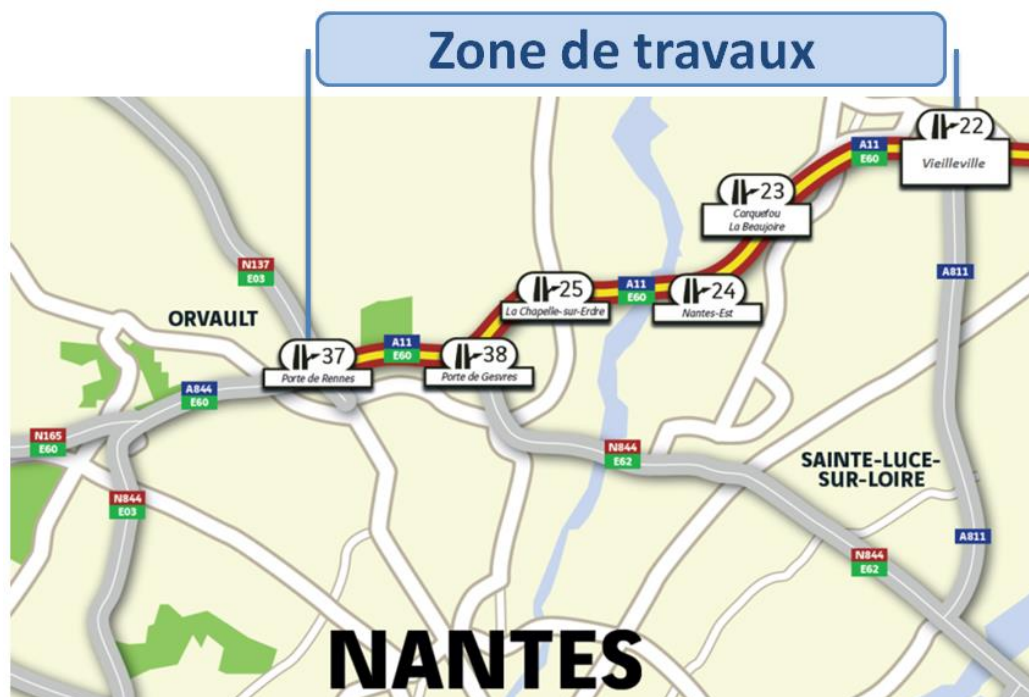 Zone de travaux
22
Vieilleville
A11
E60
23
Carquefou
La Beaujoire
N137
E03
A811
25
La Chapelle-sur-Erdre
A11
E60
24
Nantes-Est
ORVAULT
37
Porte de Rennes
A11
E60
38
Porte de Gesvres
A844
E60
N165
E60
N844
E62
SAINTE-LUCE-
SUR-LOIRE
N844
E03
A811
N844
E62
NANTES